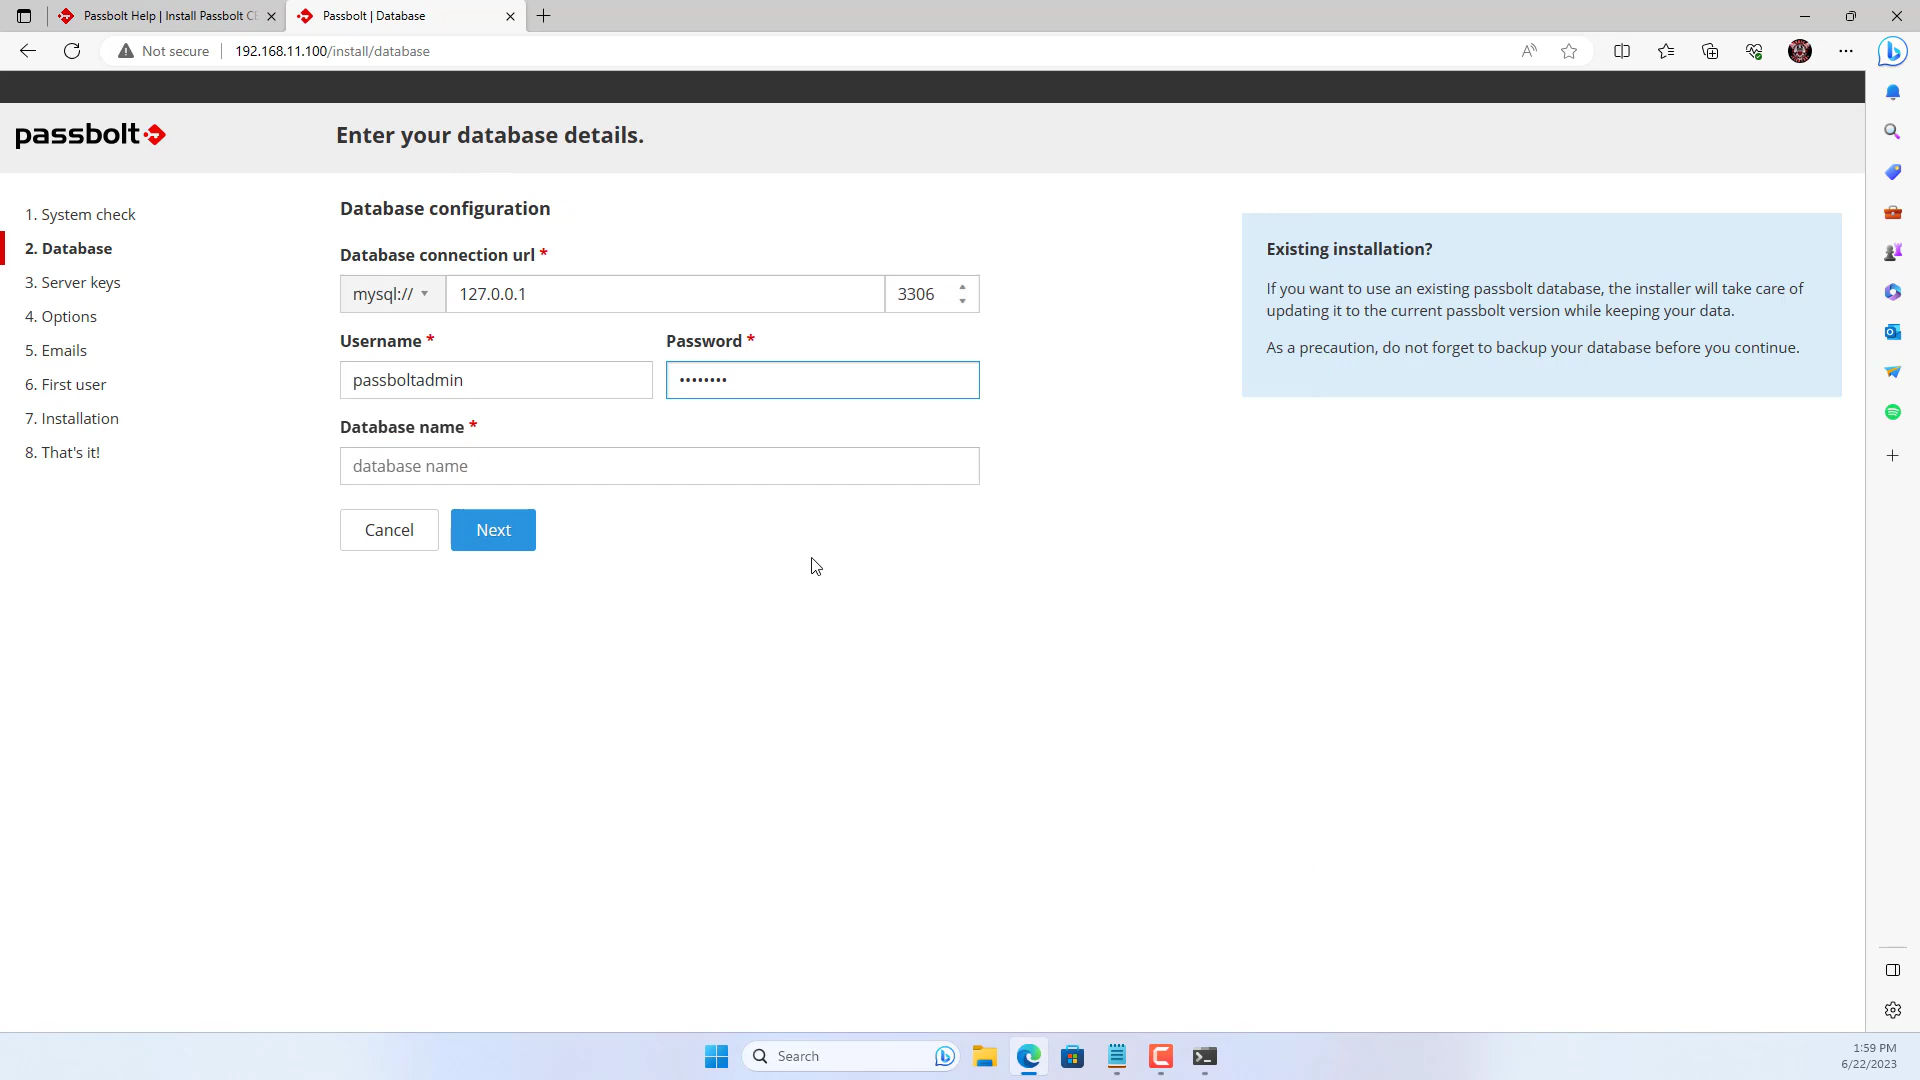 Passbolt Help | Install Passbolt CE
Passbolt | Database
Not secure
192.168.11.100/install/database
passbolt
Enter your database details.
1. System check
2. Database
3. Server keys
4. Options
5. Emails
6. First user
7. Installation
8. That's it!
Database configuration
Database connection url *
mysql://
127.0.0.1
3306
Username *
Password *
passboltadmin
••••••••
Database name *
database name
Cancel
Next
Existing installation?
If you want to use an existing passbolt database, the installer will take care of
updating it to the current passbolt version while keeping your data.
As a precaution, do not forget to backup your database before you continue.
Search
1:59 PM
6/22/2023